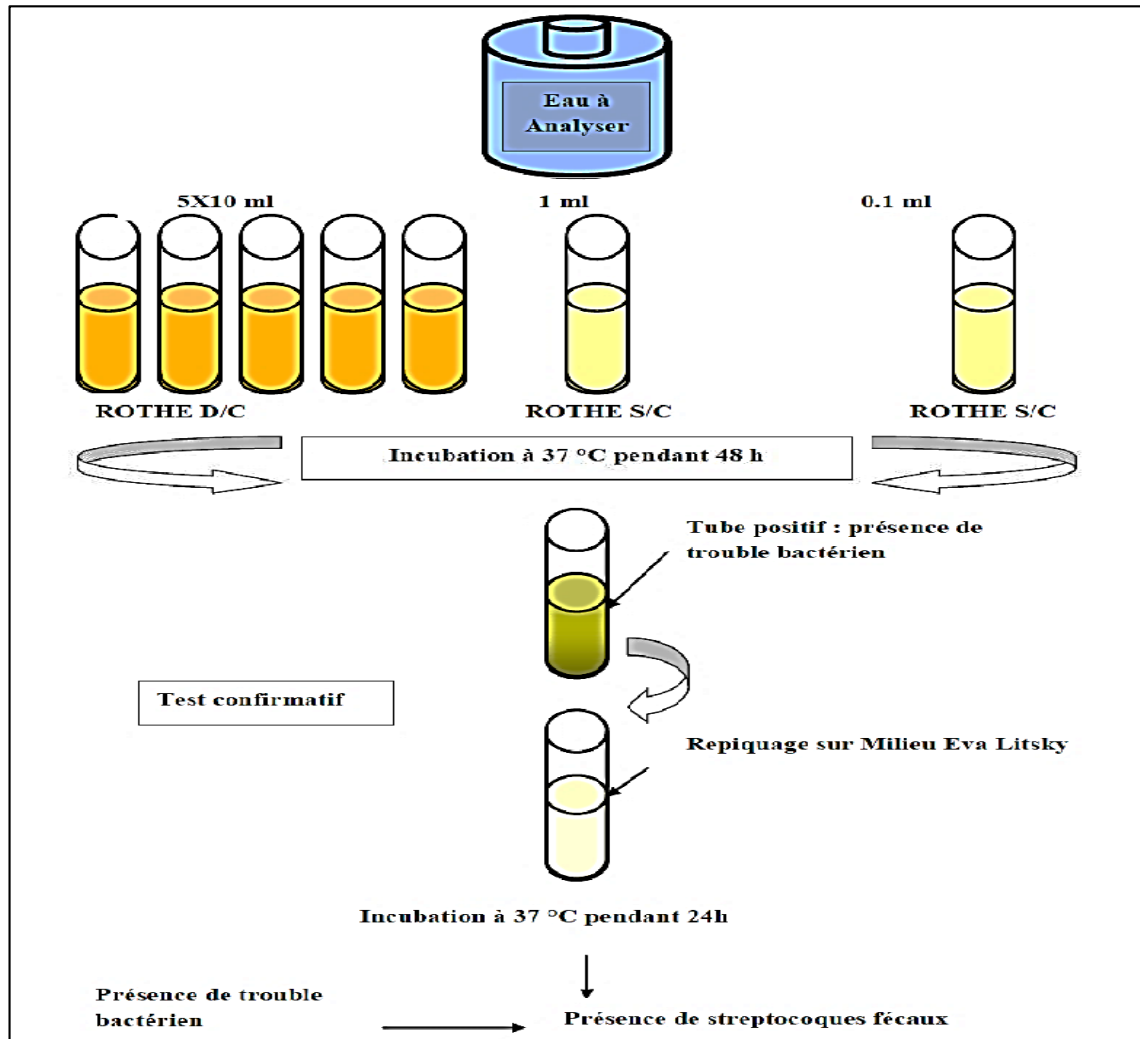 Eau à
Analyser
5X10 ml
1 ml
0.1 ml
ROTHE D/C
ROTHE S/C
ROTHE S/C
Incubation à 37 °C pendant 48 h
Tube positif : présence de
trouble bactérien
Test confirmatif
Repiquage sur Milieu Eva Litsky
Incubation à 37 °C pendant 24h
Présence de trouble
bactérien
Présence de streptocoques fécaux